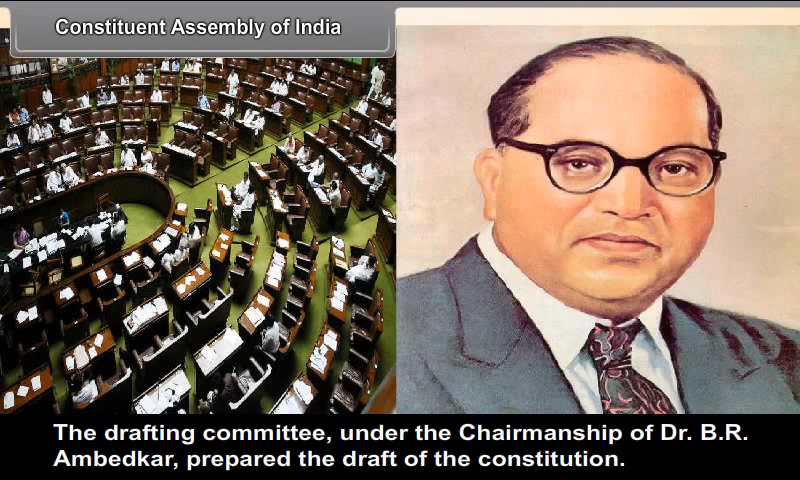 Constituent Assembly of India
The drafting committee, under the Chairmanship of Dr. B.R.
Ambedkar, prepared the draft of the constitution.